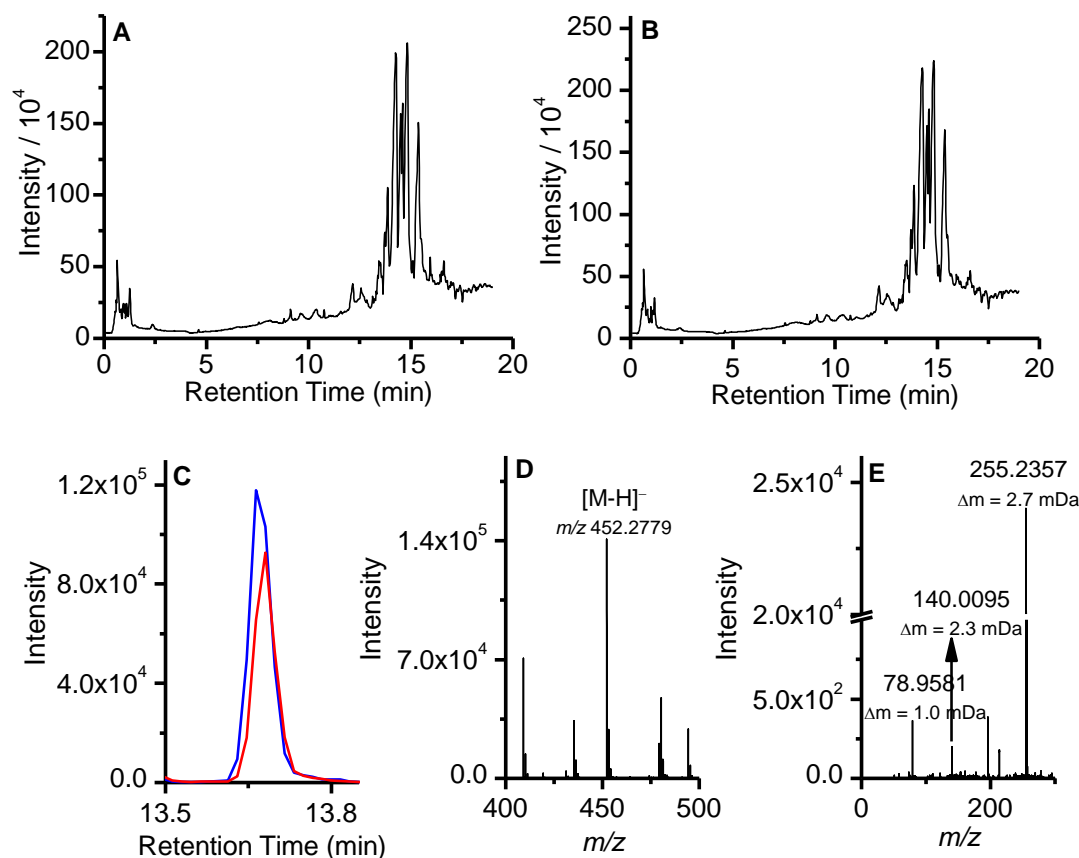 A
Intensity / 10⁴
200
150
100
50
0
0 5 10 15 20
Retention Time (min)
B
Intensity / 10⁴
250
200
150
100
50
0
0 5 10 15 20
Retention Time (min)
C
Intensity
1.2x10⁵
8.0x10⁴
4.0x10⁴
0.0
13.5 13.8
Retention Time (min)
D
[M-H]⁻
m/z 452.2779
Intensity
1.4x10⁵
7.0x10⁴
0.0
400 450 500
m/z
E
255.2357
Δm = 2.7 mDa
140.0095
Δm = 2.3 mDa
78.9581
Δm = 1.0 mDa
Intensity
2.5x10⁴
2.0x10⁴
5.0x10²
0.0
0 200
m/z